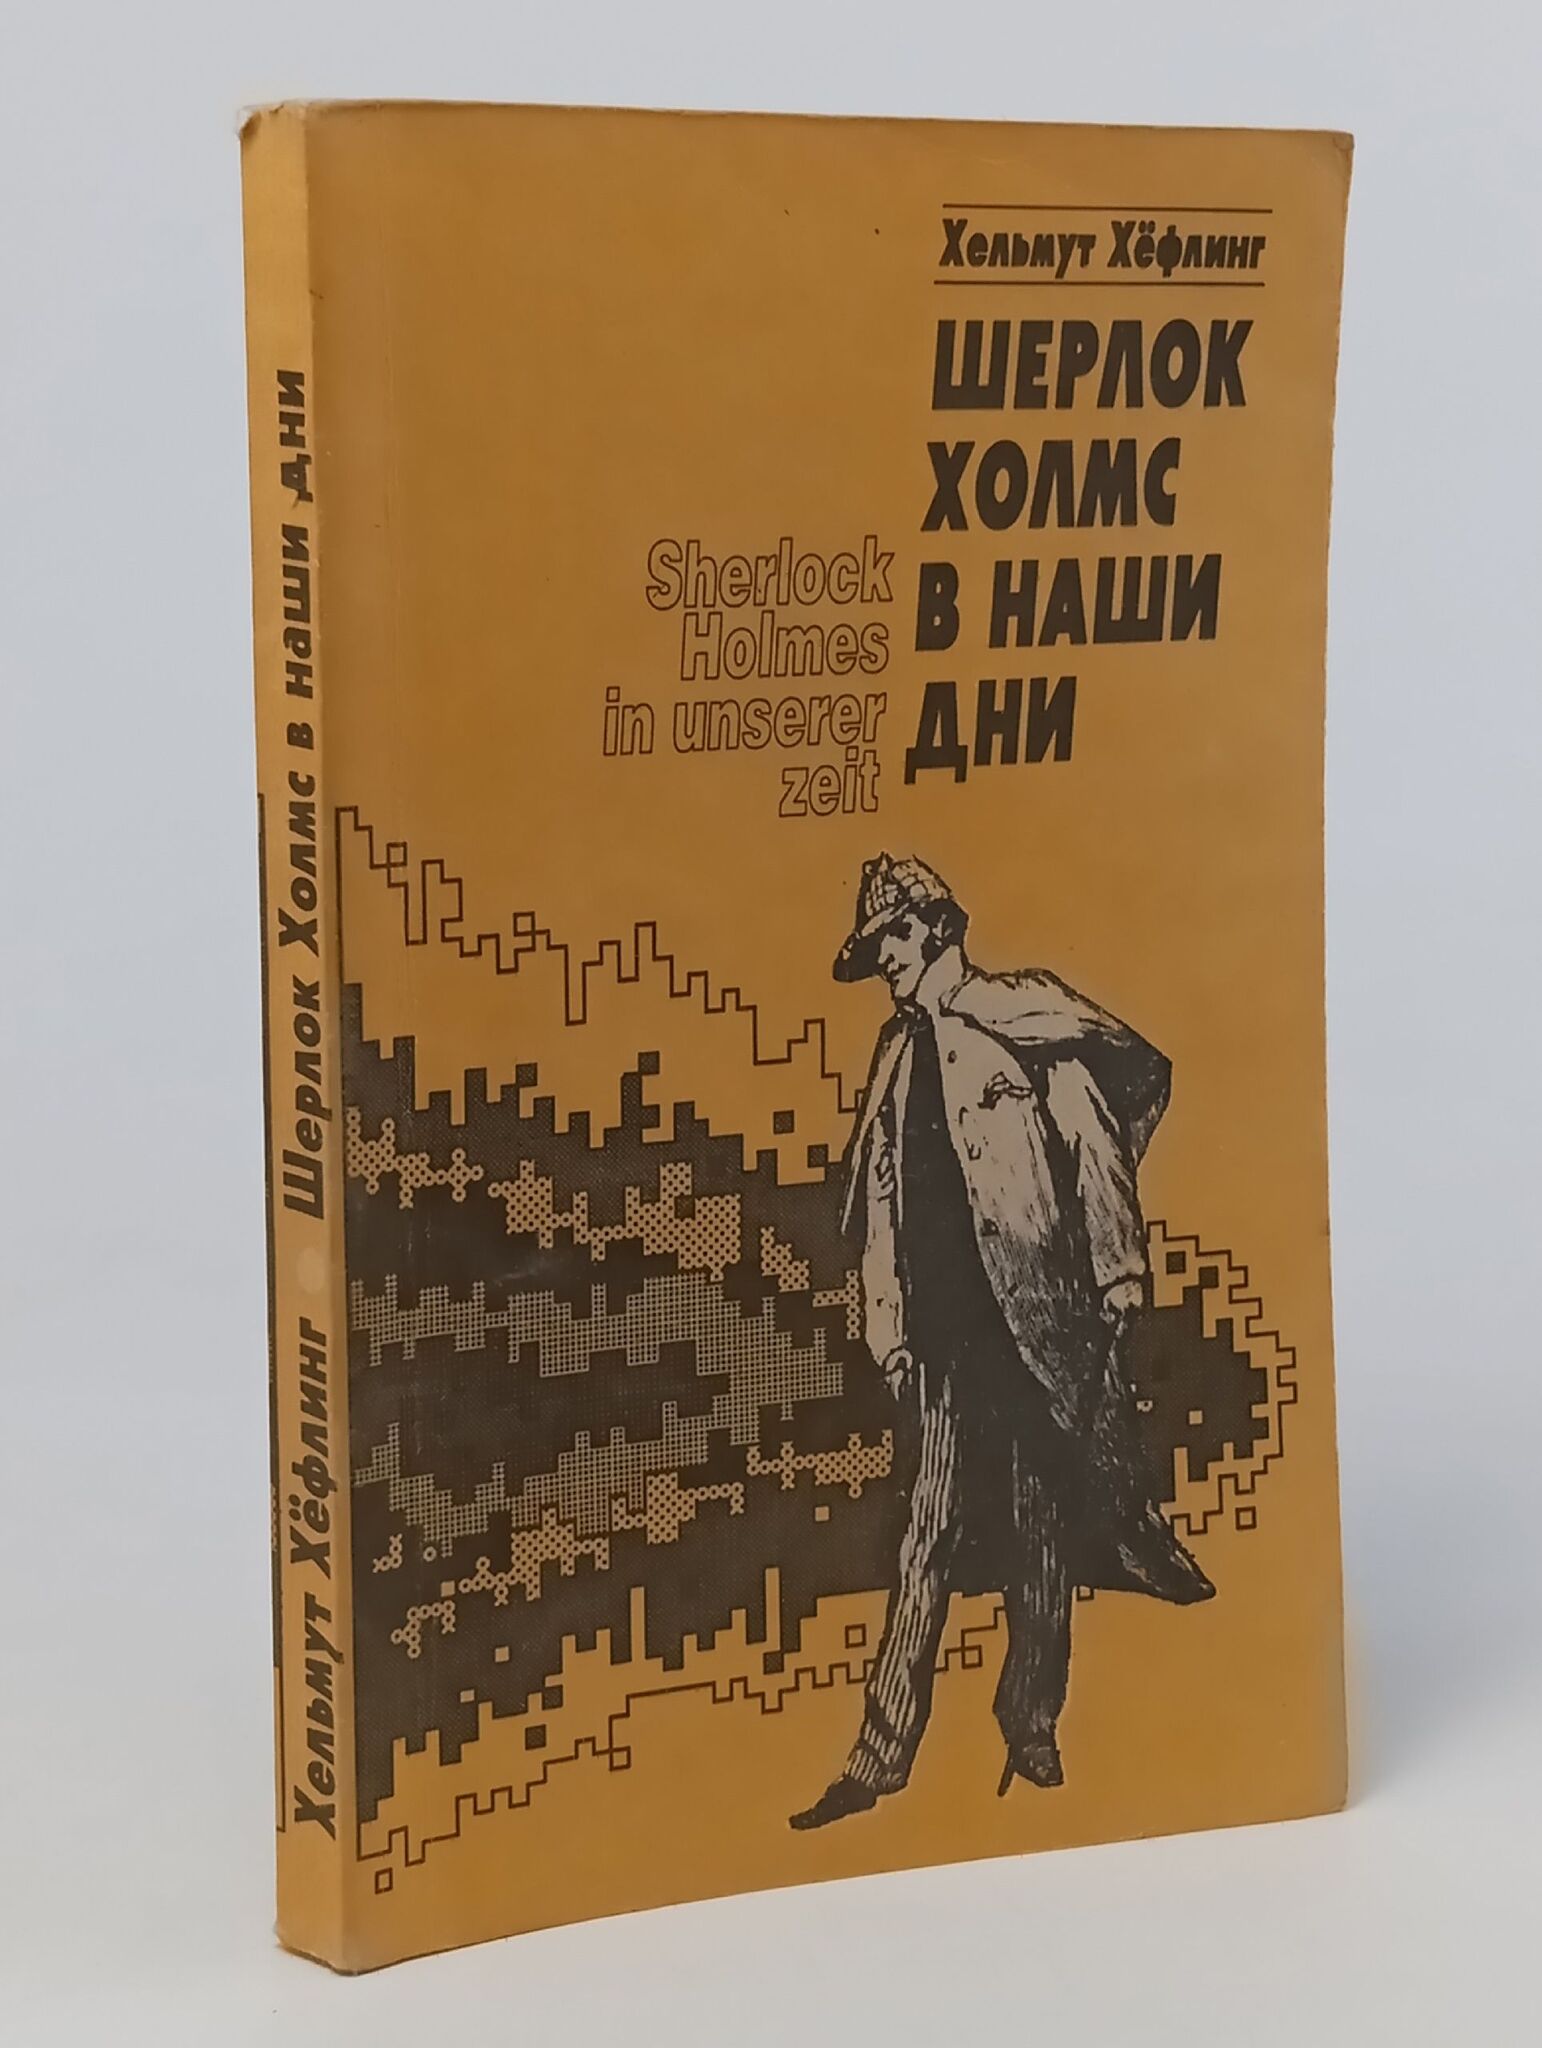 Хельмут Хёфлинг
ШЕРЛОК
ХОЛМС
В НАШИ
ДНИ
Sherlock
Holmes
in unserer
zeit
Хельмут Хёфлинг • Шерлок Холмс в наши дни